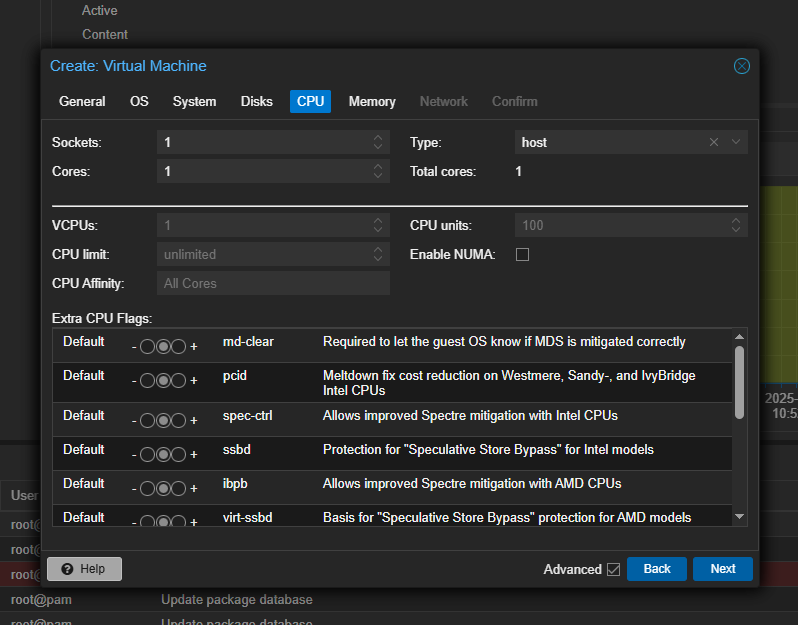 Active
Content
Create: Virtual Machine
General OS System Disks CPU Memory Network Confirm
Sockets: 1 Type: host
Cores: 1 Total cores: 1
VCPUs: 1 CPU units: 100
CPU limit: unlimited Enable NUMA:
CPU Affinity: All Cores
Extra CPU Flags:
Default - + md-clear Required to let the guest OS know if MDS is mitigated correctly
Default - + pcid Meltdown fix cost reduction on Westmere, Sandy-, and IvyBridge
Intel CPUs
2025-
Default - + spec-ctrl Allows improved Spectre mitigation with Intel CPUs
10:5
Default - + ssbd Protection for "Speculative Store Bypass" for Intel models
Default - + ibpb Allows improved Spectre mitigation with AMD CPUs
User
Default - + virt-ssbd Basis for "Speculative Store Bypass" protection for AMD models
root@
root@
root@
? Help Advanced Back Next
root@pam Update package database
root@pam Update package database